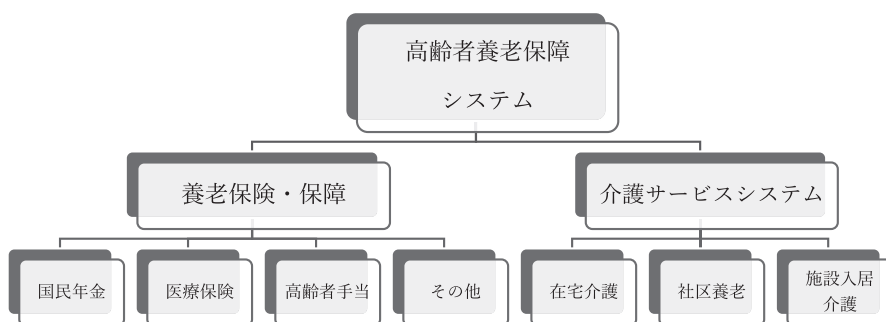 高齢者養老保障
システム
養老保険・保障
介護サービスシステム
国民年金
医療保険
高齢者手当
その他
在宅介護
社区養老
施設入居
介護